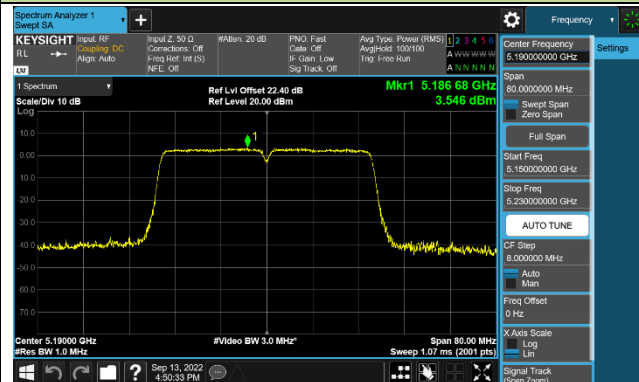 Spectrum Analyzer 1
Swept SA
+
Frequency
KEYSIGHT
RL
LXI
Input: RF
Coupling: DC
Align: Auto
Input Z: 50 Ω
Corrections: Off
Freq Ref: Int (S)
NFE: Off
#Atten: 20 dB
PNO: Fast
Gate: Off
IF Gain: Low
Sig Track: Off
Avg Type: Power (RMS)
Avg|Hold: 100/100
Trig: Free Run
1 2 3 4 5 6
A W W W W W
A N N N N N
1 Spectrum
Scale/Div 10 dB
Log
Ref Lvl Offset 22.40 dB
Ref Level 20.00 dBm
Mkr1 5.186 68 GHz
3.546 dBm
1
10.0
0.00
-10.0
-20.0
-30.0
-40.0
-50.0
-60.0
-70.0
Center 5.19000 GHz
#Res BW 1.0 MHz
#Video BW 3.0 MHz*
Span 80.00 MHz
Sweep 1.07 ms (2001 pts)
Center Frequency
5.190000000 GHz
Settings
Span
80.0000000 MHz
Swept Span
Zero Span
Full Span
Start Freq
5.150000000 GHz
Stop Freq
5.230000000 GHz
AUTO TUNE
CF Step
8.000000 MHz
Auto
Man
Freq Offset
0 Hz
X Axis Scale
Log
Lin
Signal Track
(Span Zoom)
?
Sep 13, 2022
4:50:33 PM